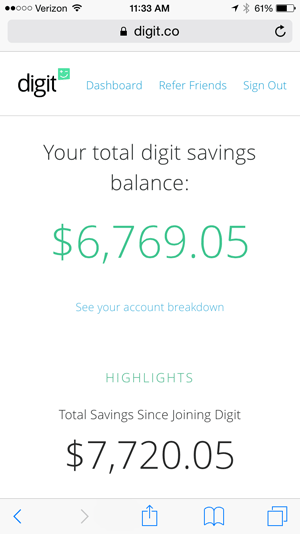 Verizon 11:33 AM 61%
digit.co
digit Dashboard Refer Friends Sign Out
Your total digit savings
balance:
$6,769.05
See your account breakdown
HIGHLIGHTS
Total Savings Since Joining Digit
$7,720.05